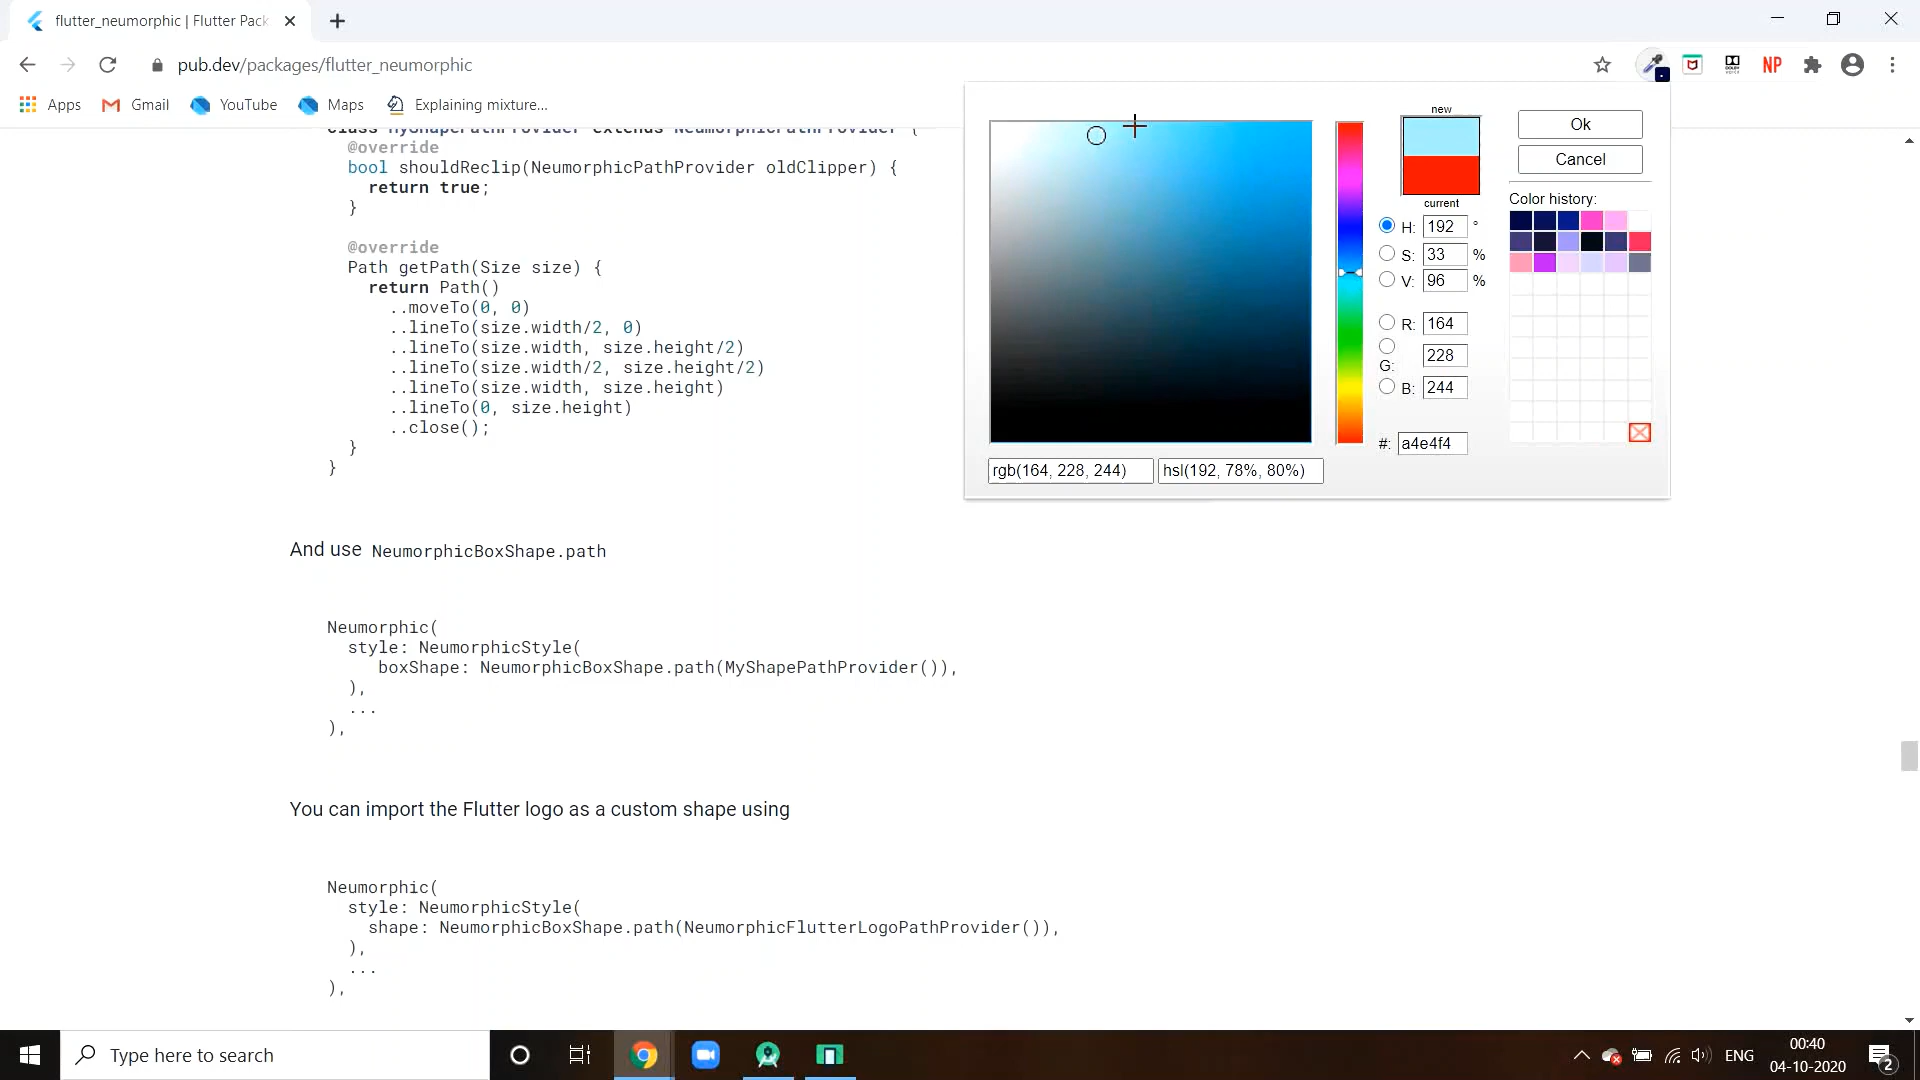 flutter_neumorphic | Flutter Pack
pub.dev/packages/flutter_neumorphic
NP
Apps
Gmail
YouTube
Maps
Explaining mixture...
class MyShapePathProvider extends NeumorphicPathProvider {
@override
bool shouldReclip(NeumorphicPathProvider oldClipper) {
return true;
}
@override
Path getPath(Size size) {
return Path()
..moveTo(0, 0)
..lineTo(size.width/2, 0)
..lineTo(size.width, size.height/2)
..lineTo(size.width/2, size.height/2)
..lineTo(size.width, size.height)
..lineTo(0, size.height)
..close();
}
}
And use NeumorphicBoxShape.path
Neumorphic(
style: NeumorphicStyle(
boxShape: NeumorphicBoxShape.path(MyShapePathProvider()),
),
...
),
You can import the Flutter logo as a custom shape using
Neumorphic(
style: NeumorphicStyle(
shape: NeumorphicBoxShape.path(NeumorphicFlutterLogoPathProvider()),
),
...
),
new
current
Ok
Cancel
Color history:
H: 192 °
S: 33 %
V: 96 %
R: 164
G: 228
B: 244
#: a4e4f4
rgb(164, 228, 244)
hsl(192, 78%, 80%)
Type here to search
ENG
00:40
04-10-2020
2